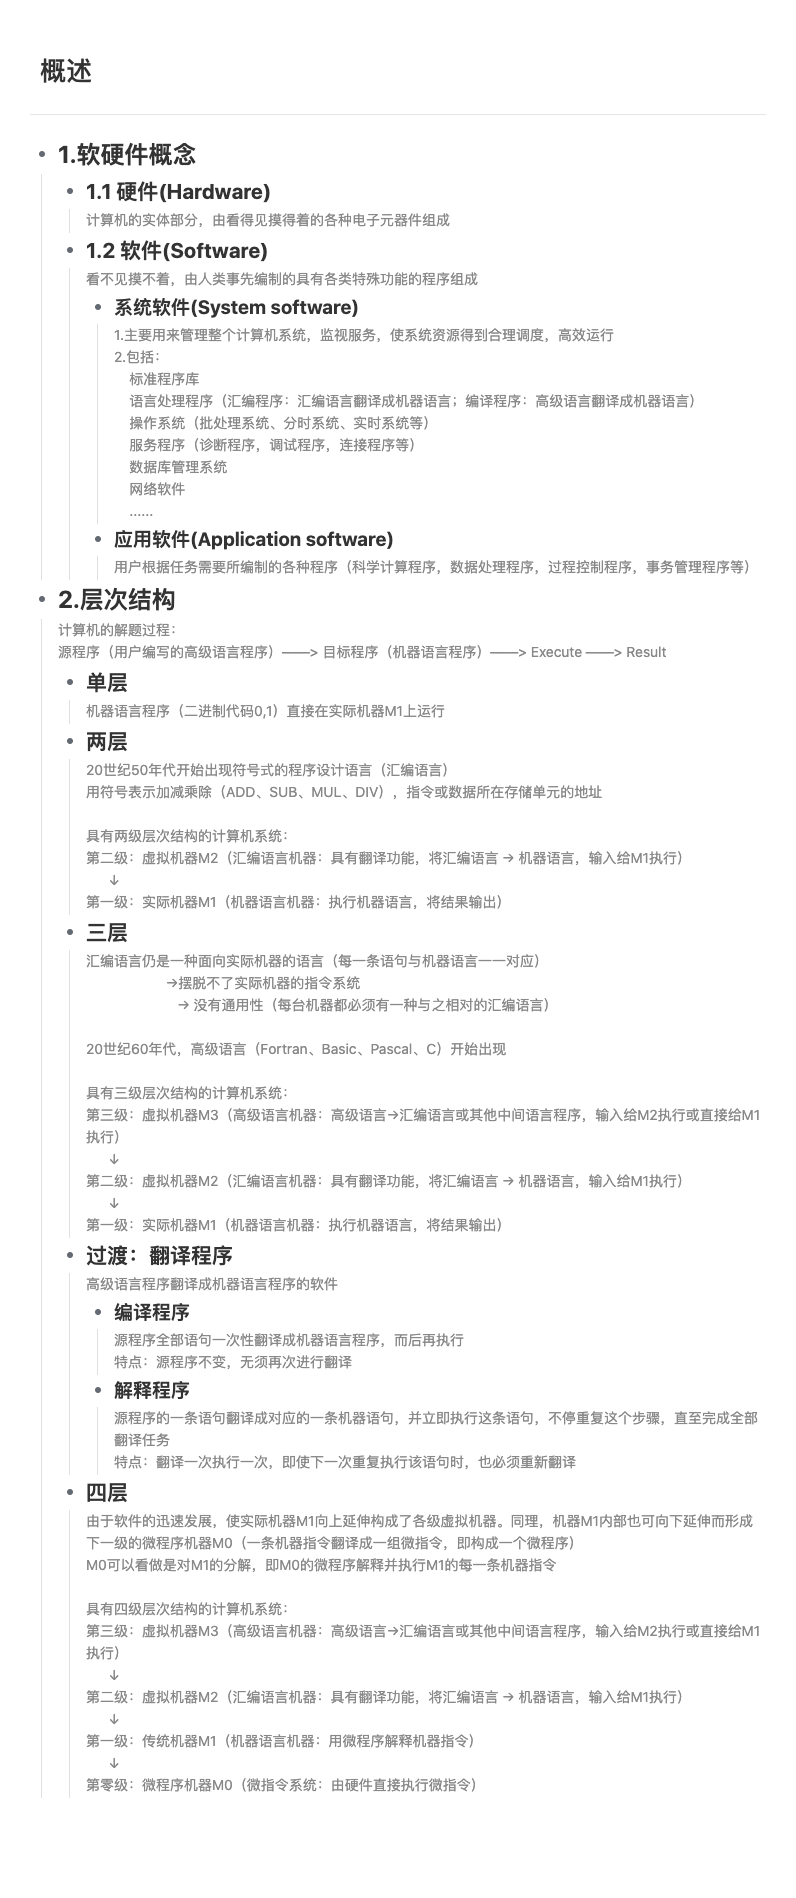 概述
1.软硬件概念
1.1 硬件(Hardware)
计算机的实体部分，由看得见摸得着的各种电子元器件组成
1.2 软件(Software)
看不见摸不着，由人类事先编制的具有各类特殊功能的程序组成
系统软件(System software)
1.主要用来管理整个计算机系统，监视服务，使系统资源得到合理调度，高效运行
2.包括：
标准程序库
语言处理程序（汇编程序：汇编语言翻译成机器语言；编译程序：高级语言翻译成机器语言）
操作系统（批处理系统、分时系统、实时系统等）
服务程序（诊断程序，调试程序，连接程序等）
数据库管理系统
网络软件
......
应用软件(Application software)
用户根据任务需要所编制的各种程序（科学计算程序，数据处理程序，过程控制程序，事务管理程序等）
2.层次结构
计算机的解题过程：
源程序（用户编写的高级语言程序）——> 目标程序（机器语言程序）——> Execute ——> Result
单层
机器语言程序（二进制代码0,1）直接在实际机器M1上运行
两层
20世纪50年代开始出现符号式的程序设计语言（汇编语言）
用符号表示加减乘除（ADD、SUB、MUL、DIV），指令或数据所在存储单元的地址
具有两级层次结构的计算机系统：
第二级：虚拟机器M2（汇编语言机器：具有翻译功能，将汇编语言 → 机器语言，输入给M1执行）
↓
第一级：实际机器M1（机器语言机器：执行机器语言，将结果输出）
三层
汇编语言仍是一种面向实际机器的语言（每一条语句与机器语言一一对应）
→摆脱不了实际机器的指令系统
→ 没有通用性（每台机器都必须有一种与之相对的汇编语言）
20世纪60年代，高级语言（Fortran、Basic、Pascal、C）开始出现
具有三级层次结构的计算机系统：
第三级：虚拟机器M3（高级语言机器：高级语言→汇编语言或其他中间语言程序，输入给M2执行或直接给M1
执行）
↓
第二级：虚拟机器M2（汇编语言机器：具有翻译功能，将汇编语言 → 机器语言，输入给M1执行）
↓
第一级：实际机器M1（机器语言机器：执行机器语言，将结果输出）
过渡：翻译程序
高级语言程序翻译成机器语言程序的软件
编译程序
源程序全部语句一次性翻译成机器语言程序，而后再执行
特点：源程序不变，无须再次进行翻译
解释程序
源程序的一条语句翻译成对应的一条机器语句，并立即执行这条语句，不停重复这个步骤，直至完成全部
翻译任务
特点：翻译一次执行一次，即使下一次重复执行该语句时，也必须重新翻译
四层
由于软件的迅速发展，使实际机器M1向上延伸构成了各级虚拟机器。同理，机器M1内部也可向下延伸而形成
下一级的微程序机器M0（一条机器指令翻译成一组微指令，即构成一个微程序）
M0可以看做是对M1的分解，即M0的微程序解释并执行M1的每一条机器指令
具有四级层次结构的计算机系统：
第三级：虚拟机器M3（高级语言机器：高级语言→汇编语言或其他中间语言程序，输入给M2执行或直接给M1
执行）
↓
第二级：虚拟机器M2（汇编语言机器：具有翻译功能，将汇编语言 → 机器语言，输入给M1执行）
↓
第一级：传统机器M1（机器语言机器：用微程序解释机器指令）
↓
第零级：微程序机器M0（微指令系统：由硬件直接执行微指令）